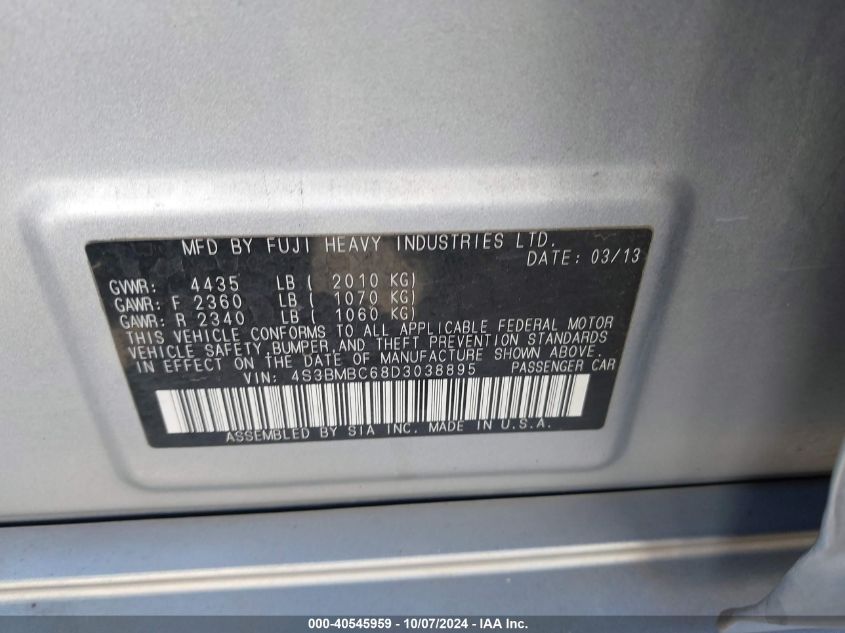 MFD BY FUJI HEAVY INDUSTRIES LTD.
DATE: 03/13
GVWR: 4435 LB ( 2010 KG)
GAWR: F 2360 LB ( 1070 KG)
GAWR: R 2340 LB ( 1060 KG)
THIS VEHICLE CONFORMS TO ALL APPLICABLE FEDERAL MOTOR
VEHICLE SAFETY,BUMPER,AND THEFT PREVENTION STANDARDS
IN EFFECT ON THE DATE OF MANUFACTURE SHOWN ABOVE.
VIN: 4S3BMBC68D3038895 PASSENGER CAR
ASSEMBLED BY SIA INC. MADE IN U.S.A.
000-40545959 - 10/07/2024 - IAA Inc.